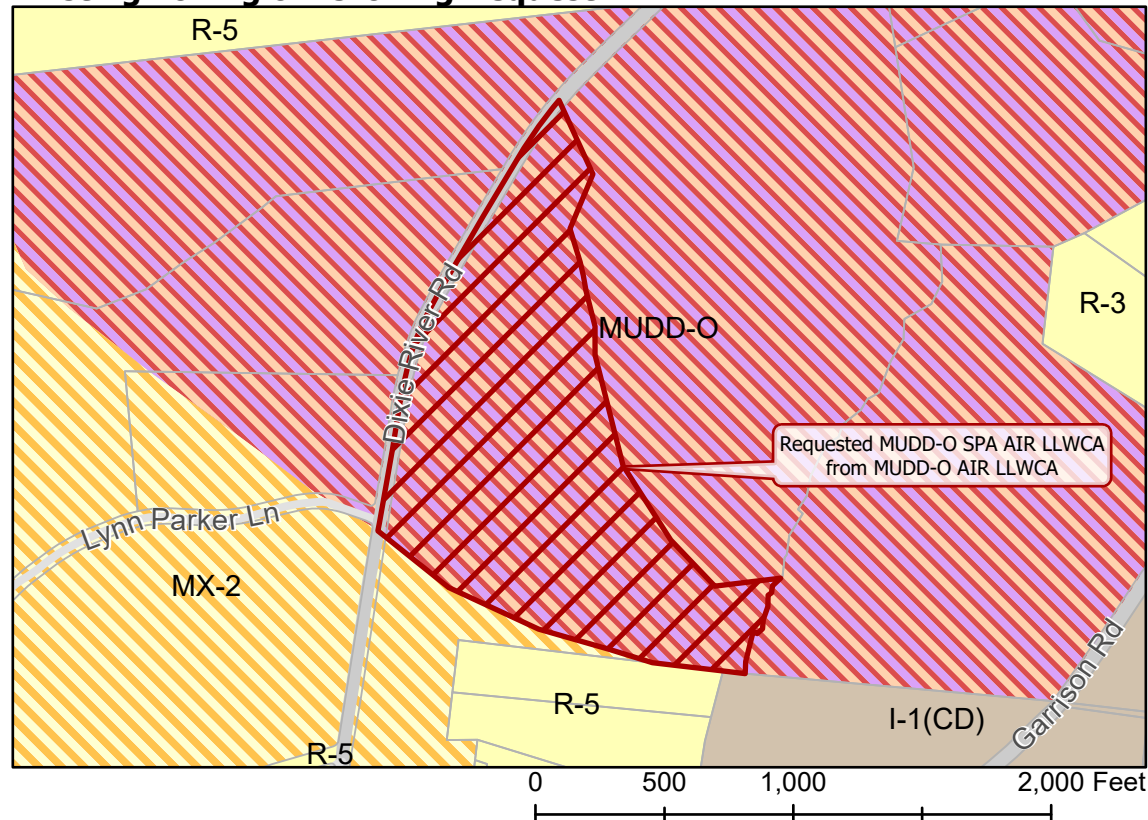 R-5
Dixie River Rd
MUDD-O
R-3
Requested MUDD-O SPA AIR LLWCA
from MUDD-O AIR LLWCA
Lynn Parker Ln
MX-2
R-5
I-1(CD)
Garrison Rd
R-5
0 500 1,000 2,000 Feet